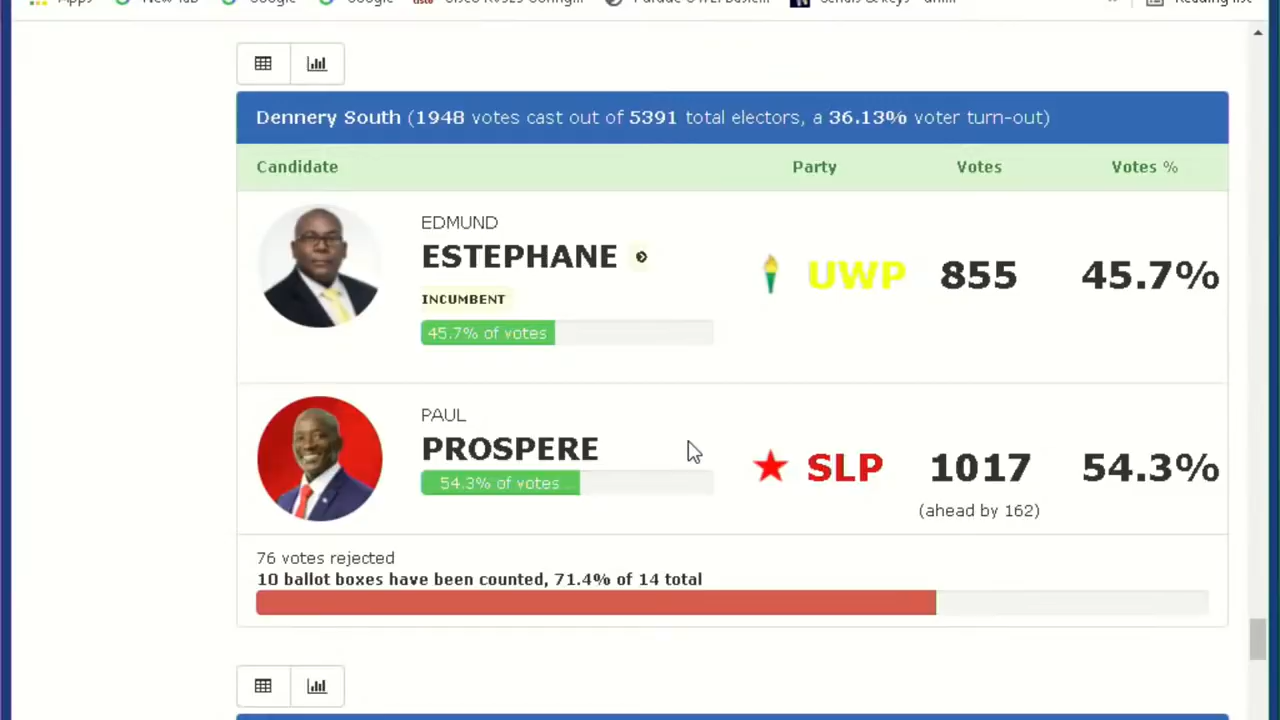 Apps
New Tab
Google
Google
Reading list
Dennery South (1948 votes cast out of 5391 total electors, a 36.13% voter turn-out)
Candidate Party Votes Votes %
EDMUND
ESTEPHANE
INCUMBENT
45.7% of votes
UWP 855 45.7%
PAUL
PROSPERE
54.3% of votes
SLP 1017 54.3%
(ahead by 162)
76 votes rejected
10 ballot boxes have been counted, 71.4% of 14 total